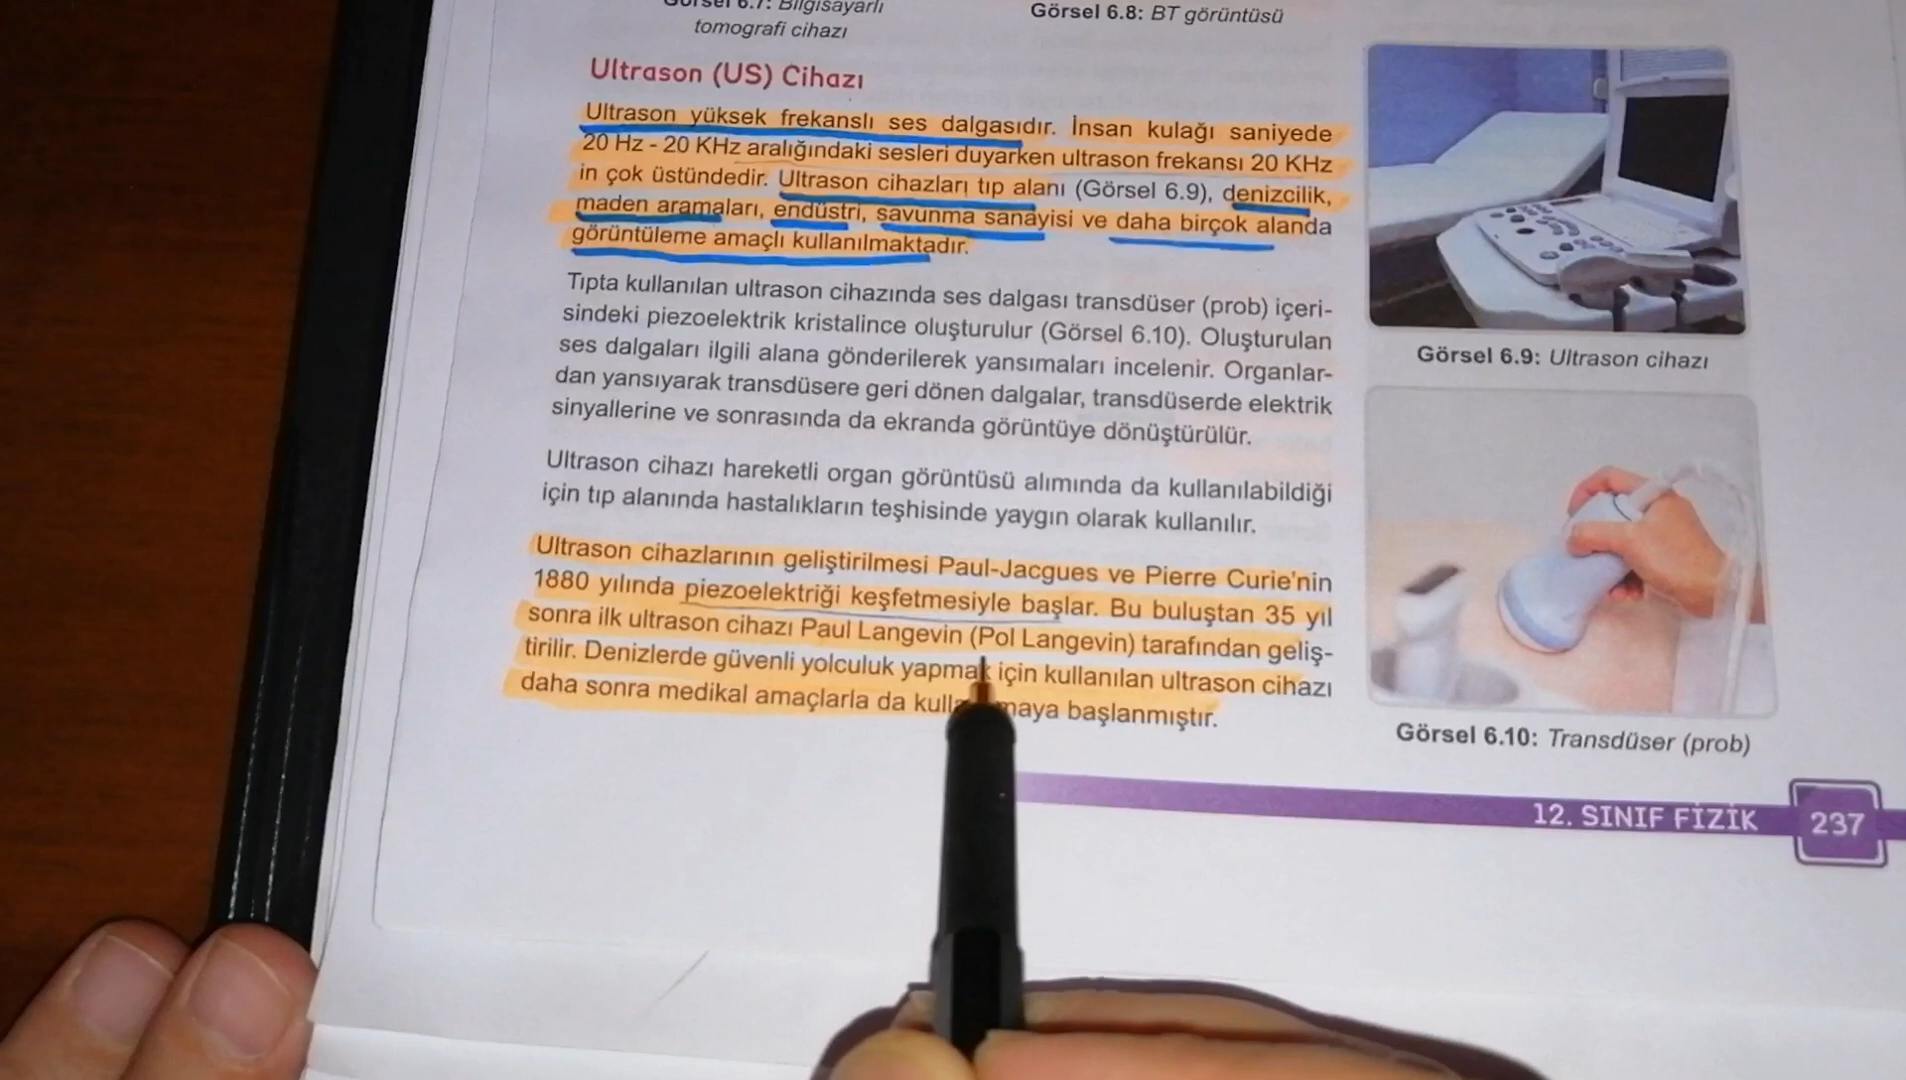 Görsel 6.7: Bilgisayarlı
tomografi cihazı
Görsel 6.8: BT görüntüsü
Ultrason (US) Cihazı
Ultrason yüksek frekanslı ses dalgasıdır. İnsan kulağı saniyede
20 Hz - 20 KHz aralığındaki sesleri duyarken ultrason frekansı 20 KHz
in çok üstündedir. Ultrason cihazları tıp alanı (Görsel 6.9), denizcilik,
maden aramaları, endüstri, savunma sanayisi ve daha birçok alanda
görüntüleme amaçlı kullanılmaktadır.
Tıpta kullanılan ultrason cihazında ses dalgası transdüser (prob) içeri-
sindeki piezoelektrik kristalince oluşturulur (Görsel 6.10). Oluşturulan
ses dalgaları ilgili alana gönderilerek yansımaları incelenir. Organlar-
dan yansıyarak transdüsere geri dönen dalgalar, transdüserde elektrik
sinyallerine ve sonrasında da ekranda görüntüye dönüştürülür.
Ultrason cihazı hareketli organ görüntüsü alımında da kullanılabildiği
için tıp alanında hastalıkların teşhisinde yaygın olarak kullanılır.
Ultrason cihazlarının geliştirilmesi Paul-Jacgues ve Pierre Curie'nin
1880 yılında piezoelektriği keşfetmesiyle başlar. Bu buluştan 35 yıl
sonra ilk ultrason cihazı Paul Langevin (Pol Langevin) tarafından geliş-
tirilir. Denizlerde güvenli yolculuk yapmak için kullanılan ultrason cihazı
daha sonra medikal amaçlarla da başlanmıştır.
Görsel 6.9: Ultrason cihazı
Görsel 6.10: Transdüser (prob)
12. SINIF FİZİK
237